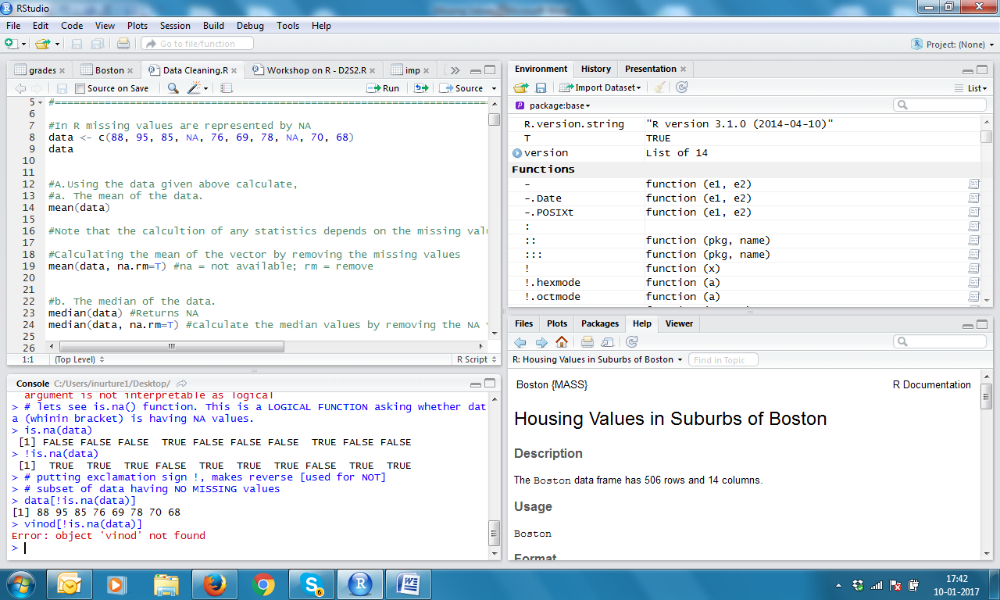 RStudio
File Edit Code View Plots Session Build Debug Tools Help
Go to file/function
Project: (None)
grades
Boston
Data Cleaning.R
Workshop on R - D2S2.R
imp
Source on Save
Run
Source
5 #======================================================================
6
7 #In R missing values are represented by NA
8 data <- c(88, 95, 85, NA, 76, 69, 78, NA, 70, 68)
9 data
10
11
12 #A.Using the data given above calculate,
13 #a. The mean of the data.
14 mean(data)
15
16 #Note that the calcultion of any statistics depends on the missing valu
17
18 #Calculating the mean of the vector by removing the missing values
19 mean(data, na.rm=T) #na = not available; rm = remove
20
21
22 #b. The median of the data.
23 median(data) #Returns NA
24 median(data, na.rm=T) #calculate the median values by removing the NA v
25
26
1:1 (Top Level) R Script
Console C:/Users/inurture1/Desktop/
argument is not interpretable as logical
> # lets see is.na() function. This is a LOGICAL FUNCTION asking whether dat
a (whinin bracket) is having NA values.
> is.na(data)
[1] FALSE FALSE FALSE TRUE FALSE FALSE FALSE TRUE FALSE FALSE
> !is.na(data)
[1] TRUE TRUE TRUE FALSE TRUE TRUE TRUE FALSE TRUE TRUE
> # putting exclamation sign !, makes reverse [used for NOT]
> # subset of data having NO MISSING values
> data[!is.na(data)]
[1] 88 95 85 76 69 78 70 68
> vinod[!is.na(data)]
Error: object 'vinod' not found
>
Environment History Presentation
Import Dataset
List
package:base
R.version.string "R version 3.1.0 (2014-04-10)"
T TRUE
version List of 14
Functions
- function (e1, e2)
-.Date function (e1, e2)
-.POSIXt function (e1, e2)
:
:: function (pkg, name)
::: function (pkg, name)
! function (x)
!.hexmode function (a)
!.octmode function (a)
Files Plots Packages Help Viewer
R: Housing Values in Suburbs of Boston
Find in Topic
Boston {MASS} R Documentation
Housing Values in Suburbs of Boston
Description
The Boston data frame has 506 rows and 14 columns.
Usage
Boston
Format
6
17:42
10-01-2017